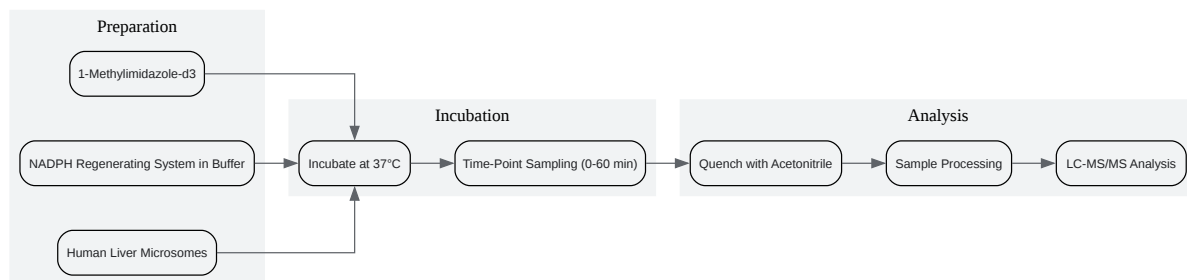 Preparation
1-Methylimidazole-d3
NADPH Regenerating System in Buffer
Human Liver Microsomes
Incubation
Incubate at 37°C
Time-Point Sampling (0-60 min)
Analysis
Quench with Acetonitrile
Sample Processing
LC-MS/MS Analysis